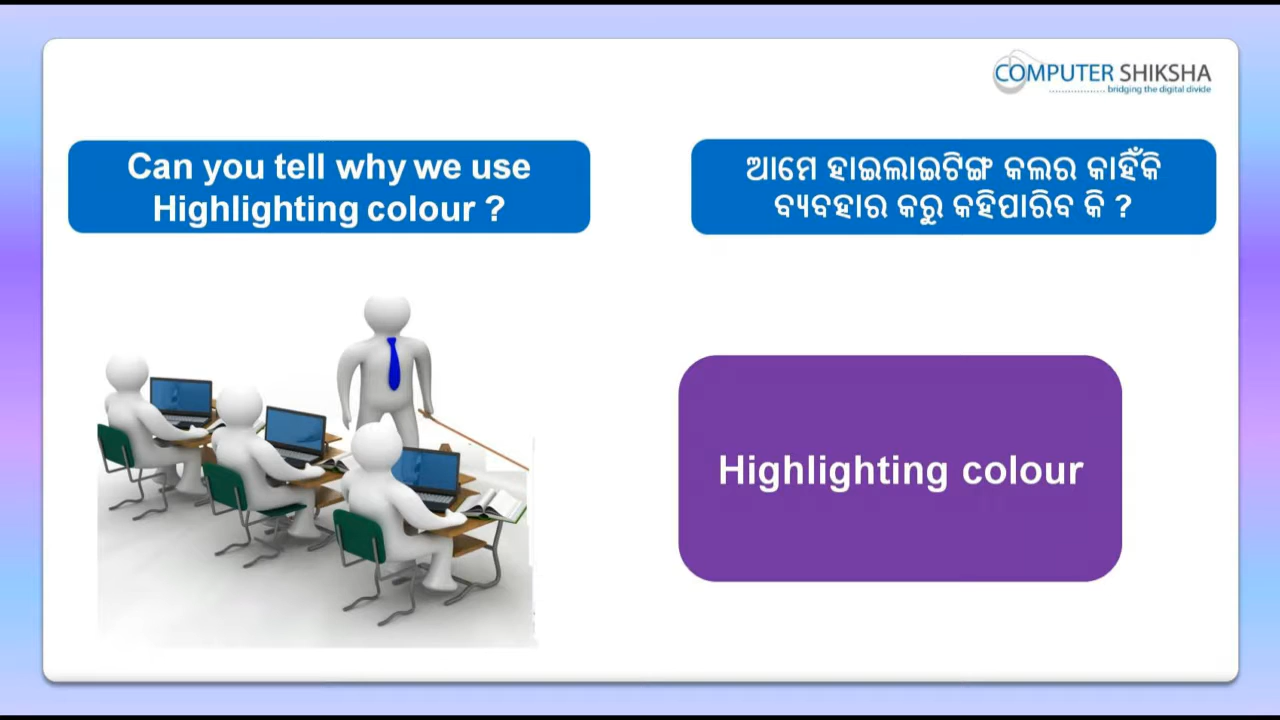 COMPUTER SHIKSHA
bridging the digital divide
Can you tell why we use
Highlighting colour ?
ଆମେ ହାଇଲାଇଟିଙ୍ଗ କଲର କାହିଁକି
ବ୍ୟବହାର କରୁ କହିପାରିବ କି ?
Highlighting colour